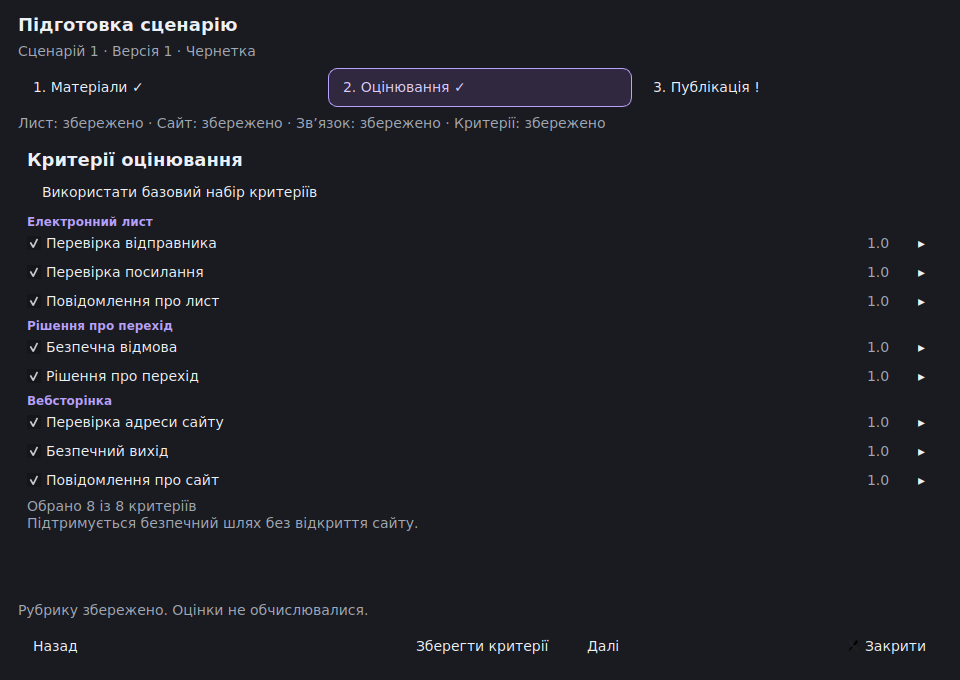 Підготовка сценарію
Сценарій 1 · Версія 1 · Чернетка
1. Матеріали ✓
2. Оцінювання ✓
3. Публікація !
Лист: збережено · Сайт: збережено · Зв’язок: збережено · Критерії: збережено
Критерії оцінювання
Використати базовий набір критеріїв
Електронний лист
✓ Перевірка відправника 1.0 ▸
✓ Перевірка посилання 1.0 ▸
✓ Повідомлення про лист 1.0 ▸
Рішення про перехід
✓ Безпечна відмова 1.0 ▸
✓ Рішення про перехід 1.0 ▸
Вебсторінка
✓ Перевірка адреси сайту 1.0 ▸
✓ Безпечний вихід 1.0 ▸
✓ Повідомлення про сайт 1.0 ▸
Обрано 8 із 8 критеріїв
Підтримується безпечний шлях без відкриття сайту.
Рубрику збережено. Оцінки не обчислювалися.
Назад
Зберегти критерії
Далі
Закрити